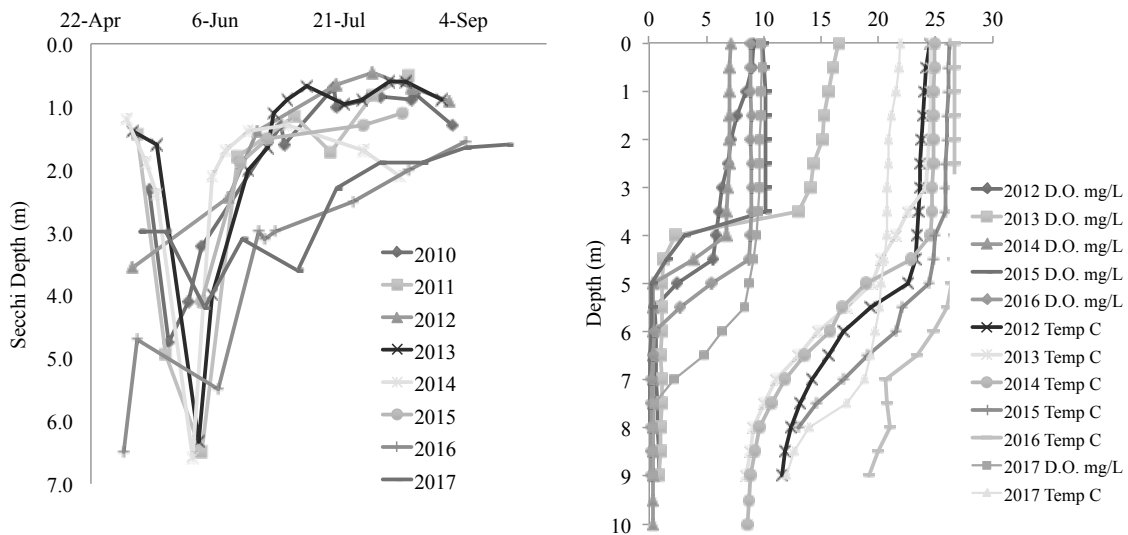 22-Apr 6-Jun 21-Jul 4-Sep
0.0
1.0
2.0
3.0
4.0
5.0
6.0
7.0
Secchi Depth (m)
2010
2011
2012
2013
2014
2015
2016
2017
0 5 10 15 20 25 30
0
1
2
3
4
5
6
7
8
9
10
Depth (m)
2012 D.O. mg/L
2013 D.O. mg/L
2014 D.O. mg/L
2015 D.O. mg/L
2016 D.O. mg/L
2012 Temp C
2013 Temp C
2014 Temp C
2015 Temp C
2016 Temp C
2017 D.O. mg/L
2017 Temp C